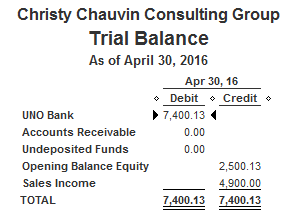 Christy Chauvin Consulting Group
Trial Balance
As of April 30, 2016
Apr 30, 16
Debit Credit
UNO Bank 7,400.13
Accounts Receivable 0.00
Undeposited Funds 0.00
Opening Balance Equity 2,500.13
Sales Income 4,900.00
TOTAL 7,400.13 7,400.13